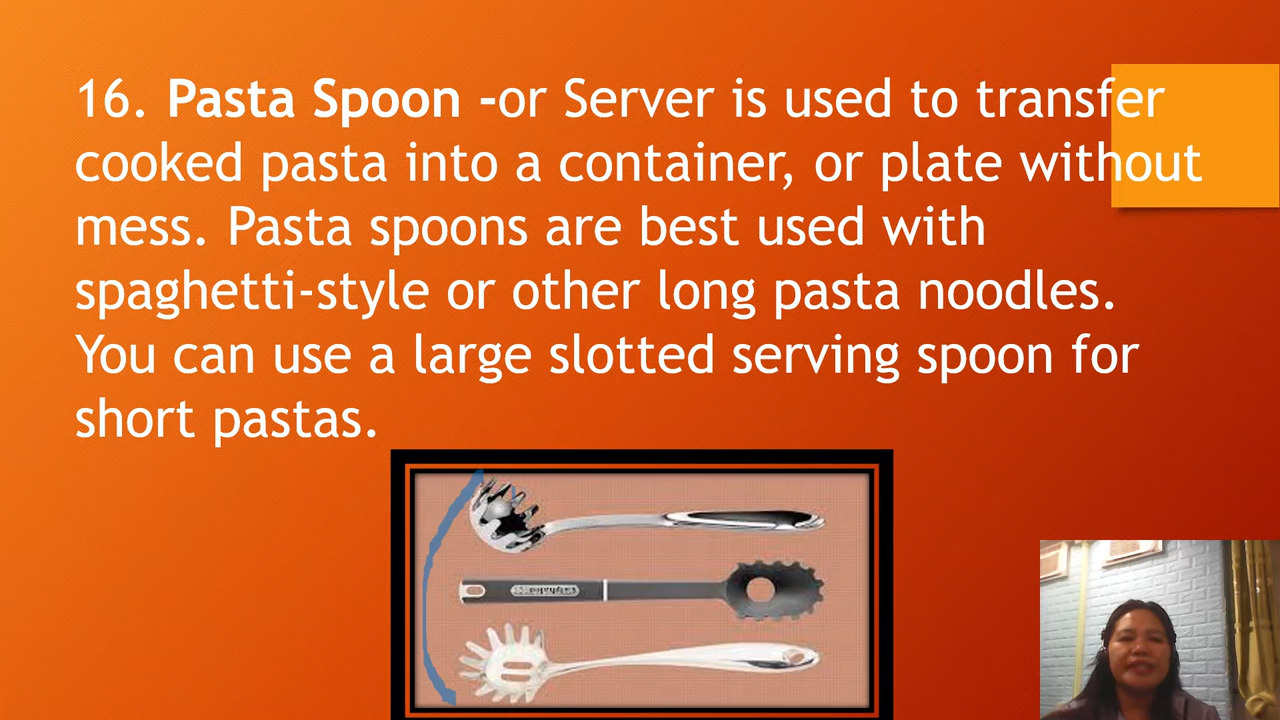 16. Pasta Spoon -or Server is used to transfer
cooked pasta into a container, or plate without
mess. Pasta spoons are best used with
spaghetti-style or other long pasta noodles.
You can use a large slotted serving spoon for
short pastas.